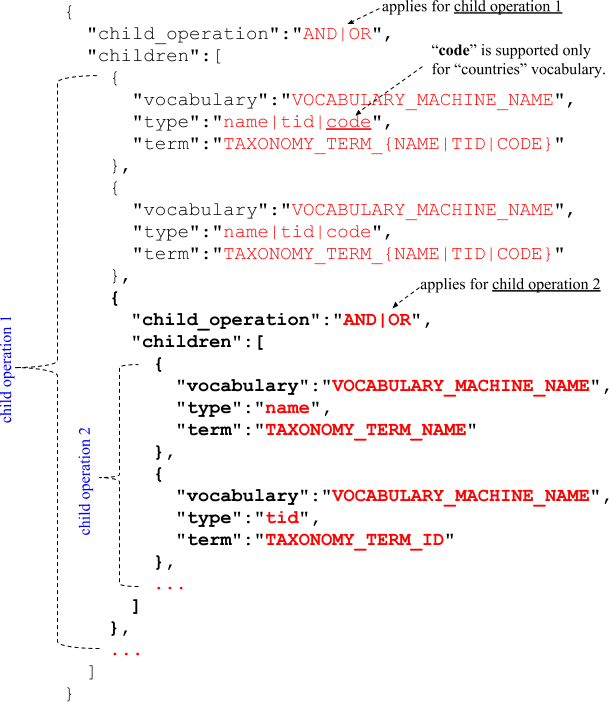 applies for child operation 1
{
"child_operation":"AND|OR",
"children":[
“code” is supported only
for “countries” vocabulary.
{
"vocabulary":"VOCABULARY_MACHINE_NAME",
"type":"name|tid|code",
"term":"TAXONOMY_TERM_{NAME|TID|CODE}"
},
{
"vocabulary":"VOCABULARY_MACHINE_NAME",
"type":"name|tid|code",
"term":"TAXONOMY_TERM_{NAME|TID|CODE}"
},
applies for child operation 2
{
"child_operation":"AND|OR",
"children":[
child operation 1
{
"vocabulary":"VOCABULARY_MACHINE_NAME",
"type":"name",
"term":"TAXONOMY_TERM_NAME"
},
child operation 2
{
"vocabulary":"VOCABULARY_MACHINE_NAME",
"type":"tid",
"term":"TAXONOMY_TERM_ID"
},
...
]
},
...
]
}